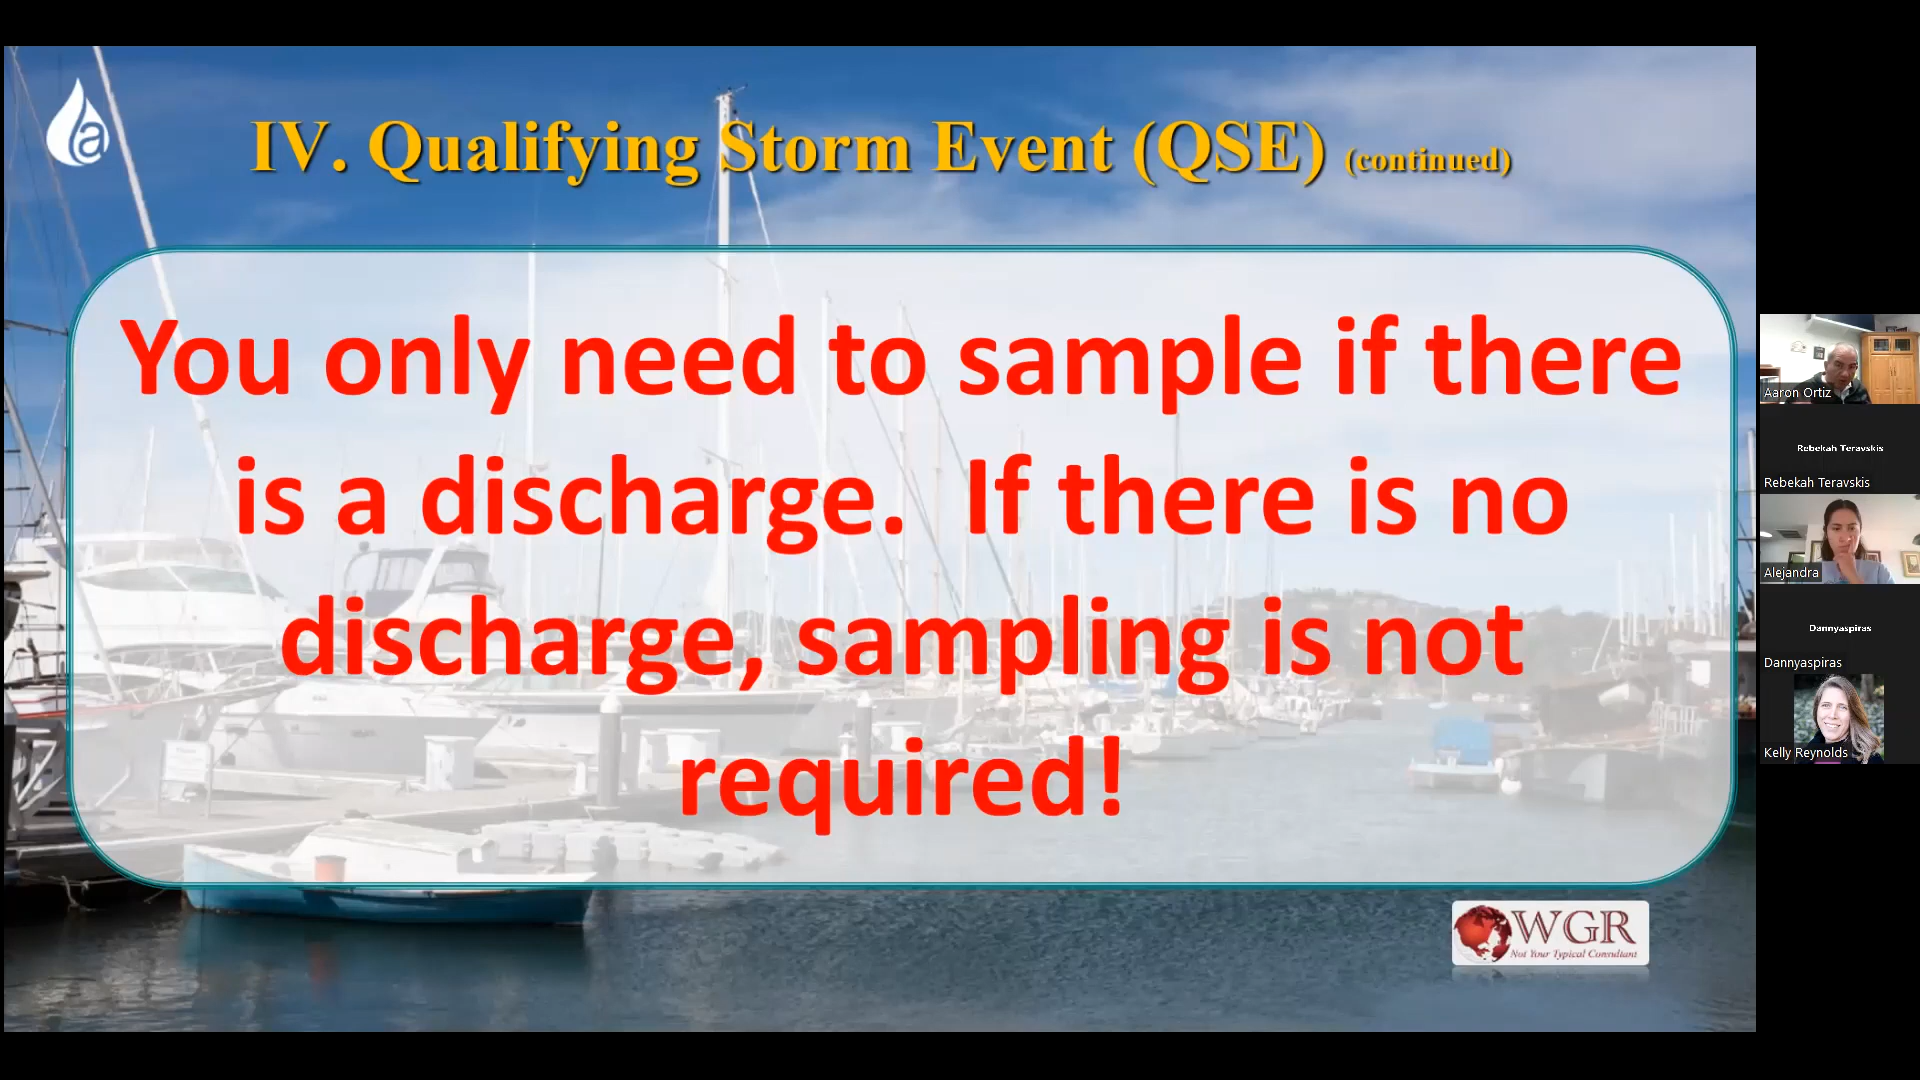 IV. Qualifying Storm Event (QSE) (continued)
You only need to sample if there
is a discharge.  If there is no
discharge, sampling is not
required!
a
WGR
Not Your Typical Consultant
Aaron Ortiz
Rebekah Teravskis
Rebekah Teravskis
Alejandra
Dannyaspiras
Dannyaspiras
Kelly Reynolds